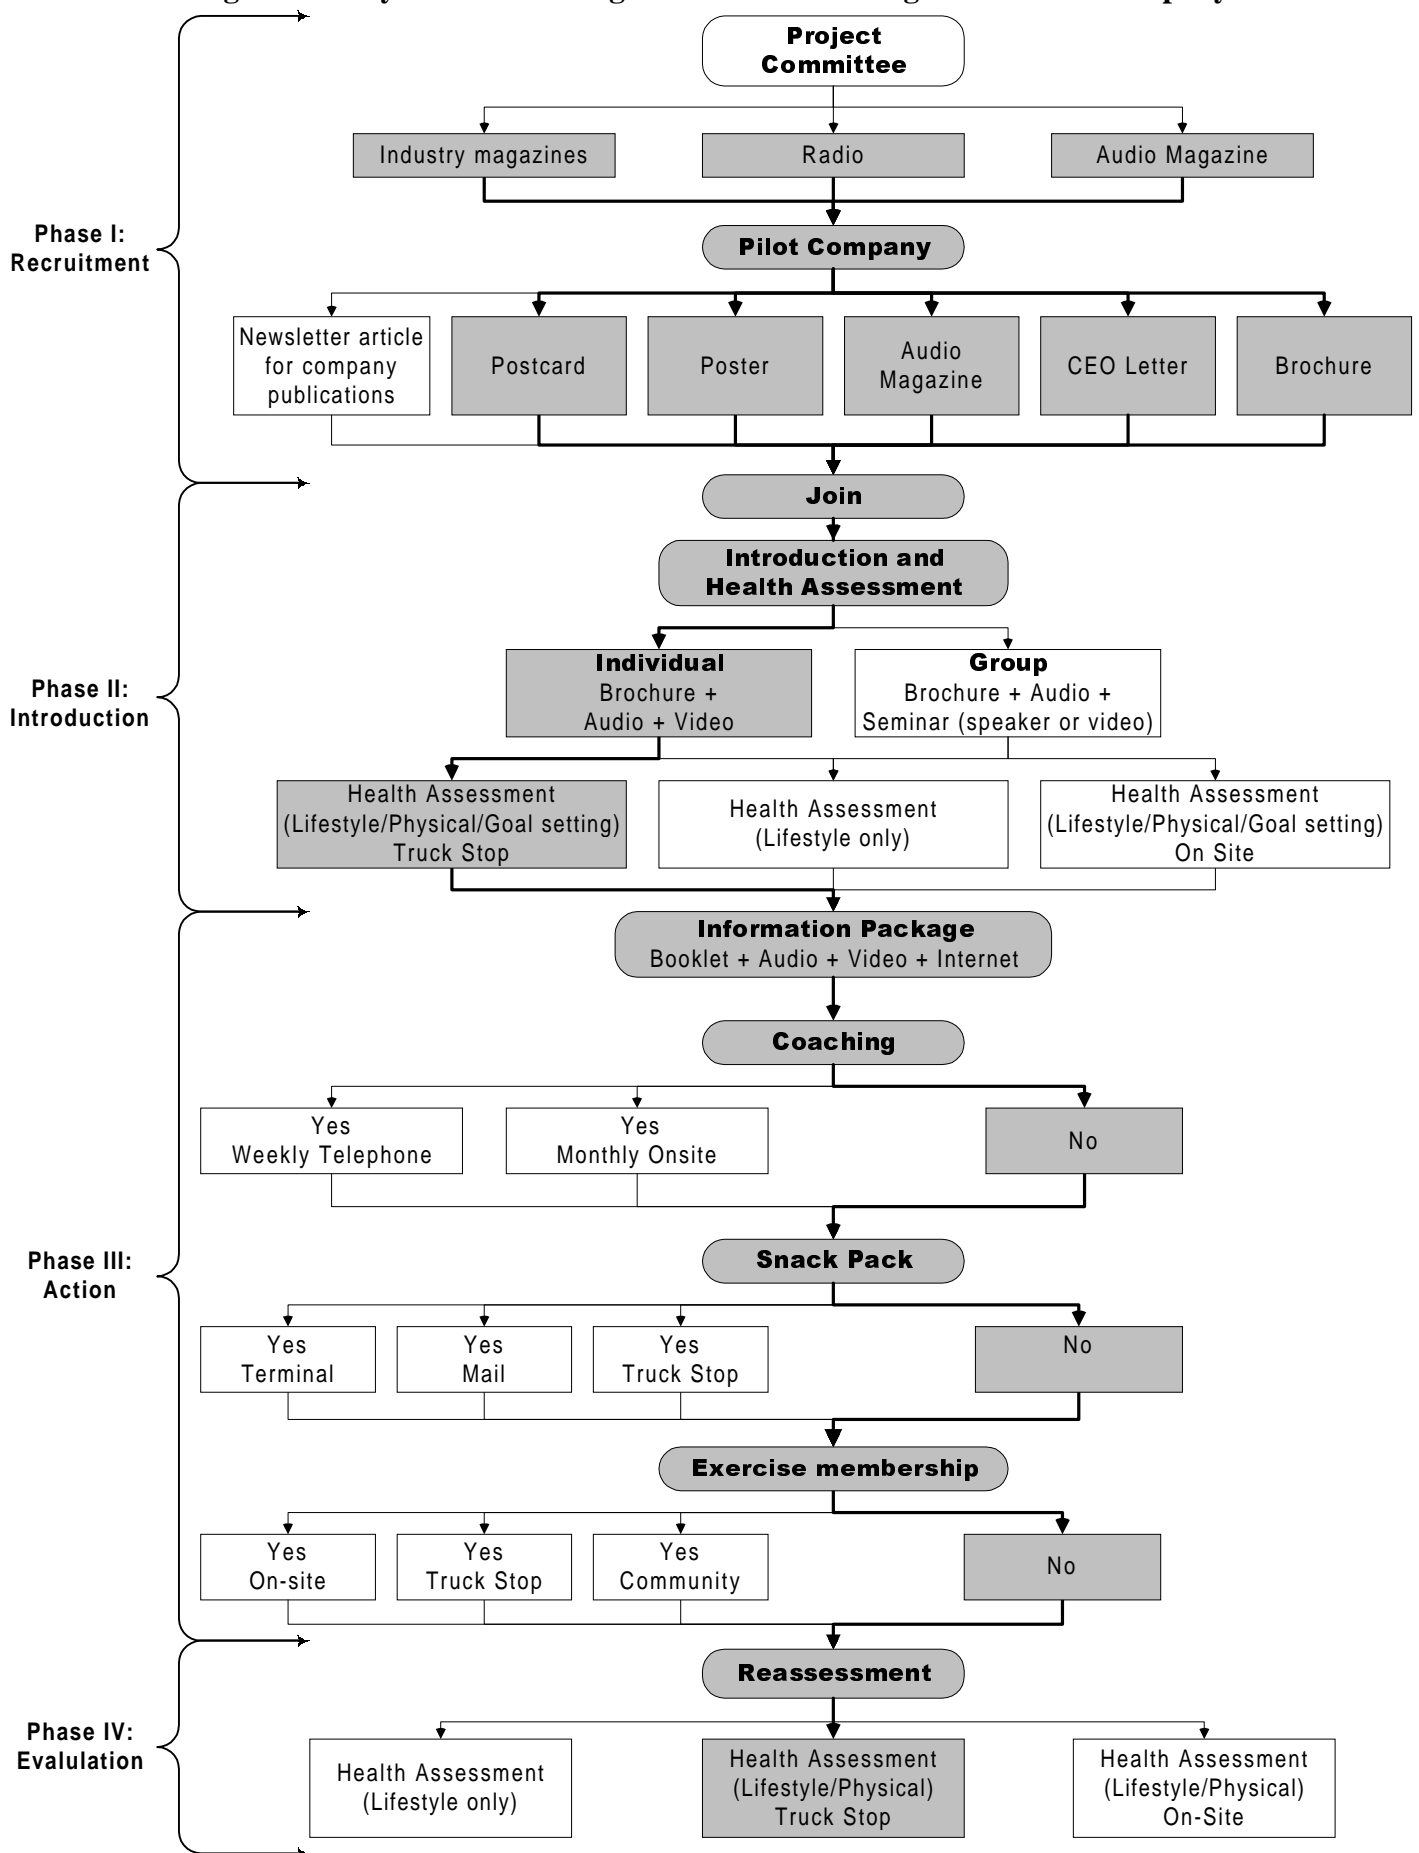 Project
Committee
Industry magazines
Radio
Audio Magazine
Phase I:
Recruitment
Pilot Company
Newsletter article
for company
publications
Postcard
Poster
Audio
Magazine
CEO Letter
Brochure
Join
Introduction and
Health Assessment
Phase II:
Introduction
Individual
Brochure +
Audio + Video
Group
Brochure + Audio +
Seminar (speaker or video)
Health Assessment
(Lifestyle/Physical/Goal setting)
Truck Stop
Health Assessment
(Lifestyle only)
Health Assessment
(Lifestyle/Physical/Goal setting)
On Site
Information Package
Booklet + Audio + Video + Internet
Coaching
Yes
Weekly Telephone
Yes
Monthly Onsite
No
Phase III:
Action
Snack Pack
Yes
Terminal
Yes
Mail
Yes
Truck Stop
No
Exercise membership
Yes
On-site
Yes
Truck Stop
Yes
Community
No
Reassessment
Phase IV:
Evalulation
Health Assessment
(Lifestyle only)
Health Assessment
(Lifestyle/Physical)
Truck Stop
Health Assessment
(Lifestyle/Physical)
On-Site